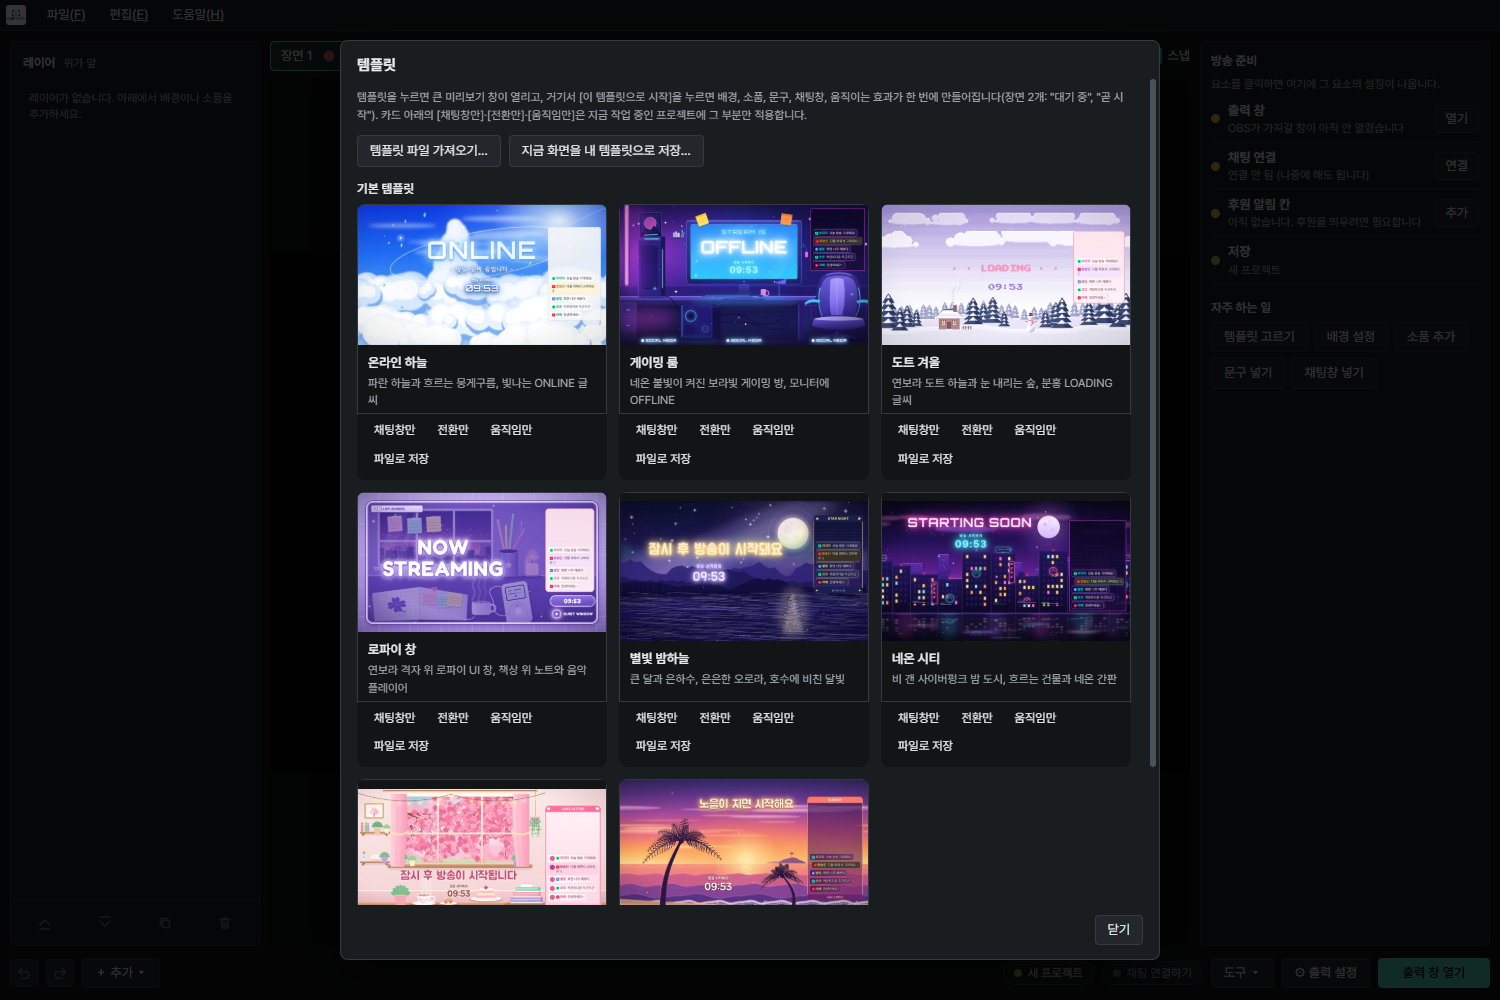 파일(F) 편집(E) 도움말(H)
레이어 위가 앞
레이어가 없습니다. 아래에서 배경이나 소품을
추가하세요.
장면 1
스냅
템플릿
템플릿을 누르면 큰 미리보기 창이 열리고, 거기서 [이 템플릿으로 시작]을 누르면 배경, 소품, 문구, 채팅창, 움직이는 효과가 한 번에 만들어집니다(장면 2개: "대기 중", "곧 시
작"). 카드 아래의 [채팅창만]·[전환만]·[움직임만]은 지금 작업 중인 프로젝트에 그 부분만 적용합니다.
템플릿 파일 가져오기... 지금 화면을 내 템플릿으로 저장...
기본 템플릿
ONLINE
09:53
STREAM IS
OFFLINE
09:53
SOCIAL MEDIA SOCIAL MEDIA SOCIAL MEDIA
LOADING
09:53
온라인 하늘
파란 하늘과 흐르는 뭉게구름, 빛나는 ONLINE 글
씨
게이밍 룸
네온 불빛이 켜진 보라빛 게이밍 방, 모니터에
OFFLINE
도트 겨울
연보라 도트 하늘과 눈 내리는 숲, 분홍 LOADING
글씨
채팅창만 전환만 움직임만
파일로 저장
채팅창만 전환만 움직임만
파일로 저장
채팅창만 전환만 움직임만
파일로 저장
NOW
STREAMING
09:53
잠시 후 방송이 시작돼요
09:53
STAR NIGHT
STARTING SOON
09:53
로파이 창
연보라 격자 위 로파이 UI 창, 책상 위 노트와 음악
플레이어
별빛 밤하늘
큰 달과 은하수, 은은한 오로라, 호수에 비친 달빛
네온 시티
비 갠 사이버펑크 밤 도시, 흐르는 건물과 네온 간판
채팅창만 전환만 움직임만
파일로 저장
채팅창만 전환만 움직임만
파일로 저장
채팅창만 전환만 움직임만
파일로 저장
잠시 후 방송이 시작됩니다
09:53
노을이 지면 시작해요
SUNSET
09:53
닫기
방송 준비
요소를 클릭하면 여기에 그 요소의 설정이 나옵니다.
출력 창
OBS가 가져갈 창이 아직 안 열렸습니다
열기
채팅 연결
연결 안 됨 (나중에 해도 됩니다)
연결
후원 알림 칸
아직 없습니다. 후원을 띄우려면 필요합니다
추가
저장
새 프로젝트
자주 하는 일
템플릿 고르기 배경 설정 소품 추가
문구 넣기 채팅창 넣기
+ 추가
새 프로젝트 채팅 연결하기 도구 출력 설정 출력 창 열기